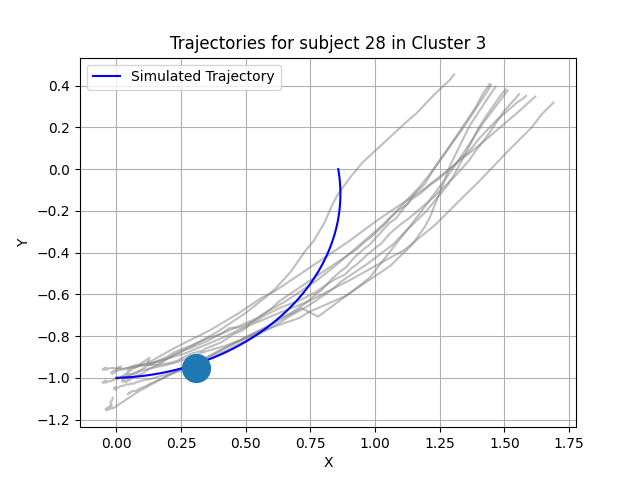 Trajectories for subject 28 in Cluster 3
Simulated Trajectory
0.4
0.2
0.0
−0.2
−0.4
−0.6
−0.8
−1.0
−1.2
Y
0.00 0.25 0.50 0.75 1.00 1.25 1.50 1.75
X